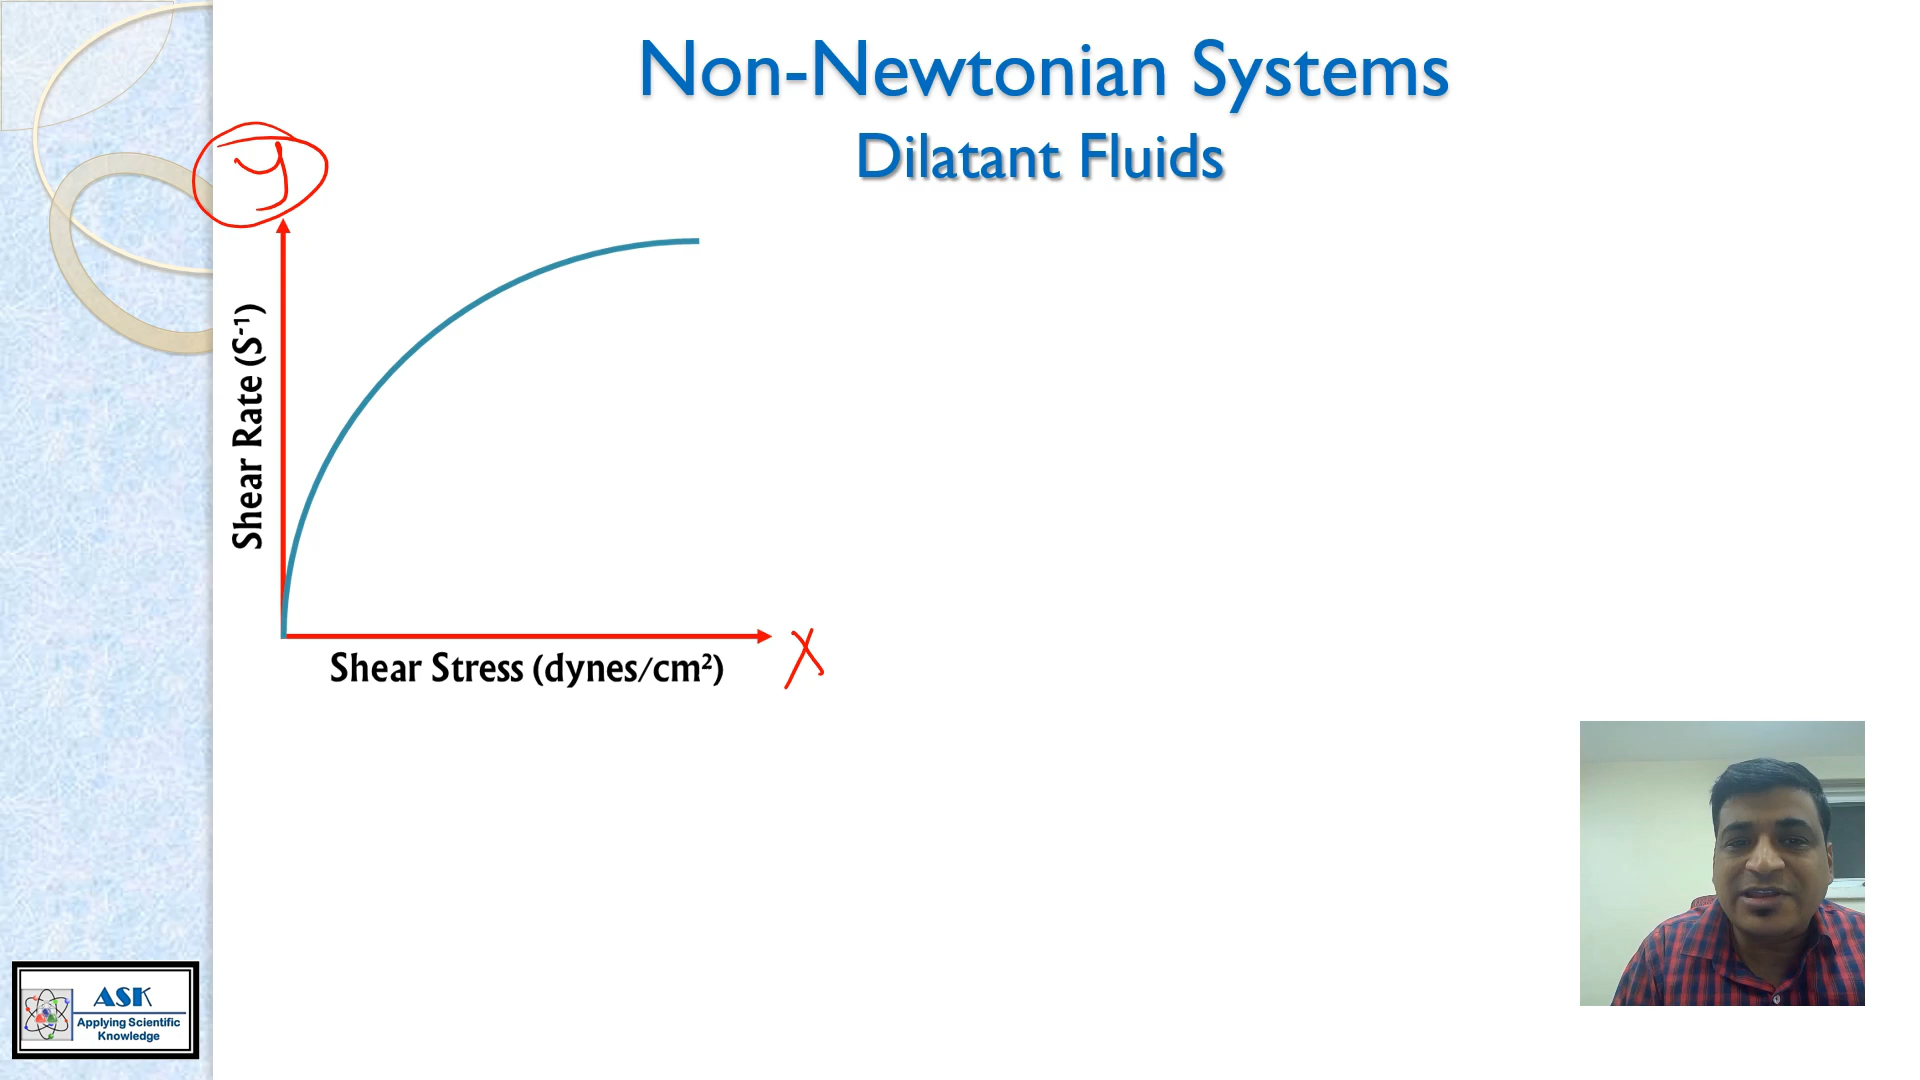 Non-Newtonian Systems
Dilatant Fluids
y
Shear Rate (S⁻¹)
Shear Stress (dynes/cm²)
X
ASK
Applying Scientific
Knowledge